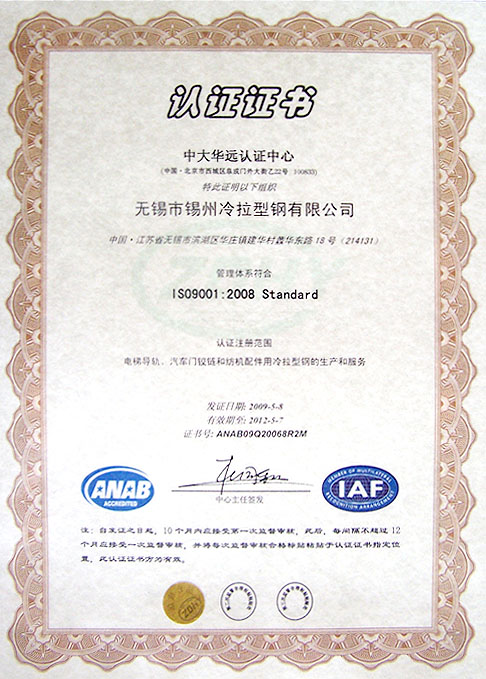 认证证书
中大华远认证中心
(中国·北京市西城区阜成门外大街乙22号 100833)
特此证明以下组织
无锡市锡州冷拉型钢有限公司
中国·江苏省无锡市滨湖区华庄镇建华村聂华东路18号(214131)
管理体系符合
ISO9001:2008 Standard
认证注册范围
电梯导轨、汽车门铰链和纺机配件用冷拉型钢的生产和服务
发证日期: 2009-5-8
有效期至: 2012-5-7
证书号: ANAB09Q20068R2M
ANAB
ACCREDITED
中心主任签发
MEMBER OF MULTILATERAL
IAF
RECOGNITION ARRANGEMENT
注: 自发证之日起, 10个月内应接受第一次监督审核, 此后, 每间隔不超过12
个月应接受一次监督审核, 并将每次监督审核合格标贴粘贴于认证证书指定位
置, 此认证证书方为有效。